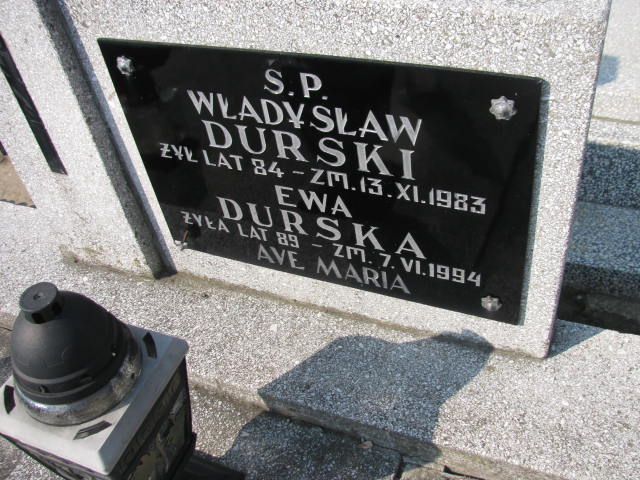 S.P.
WŁADYSŁAW
DURSKI
ŻYŁ LAT 84 - ZM. 13.XI.1983
EWA
DURSKA
ŻYŁA LAT 89 - ZM. 7.VI.1994
AVE MARIA